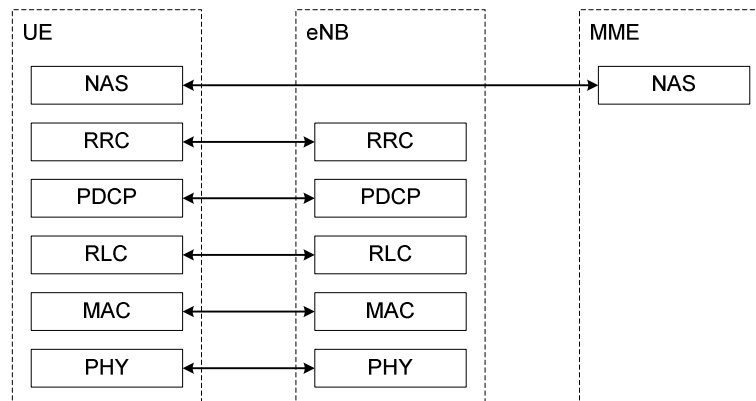 UE eNB MME
NAS NAS
RRC RRC
PDCP PDCP
RLC RLC
MAC MAC
PHY PHY